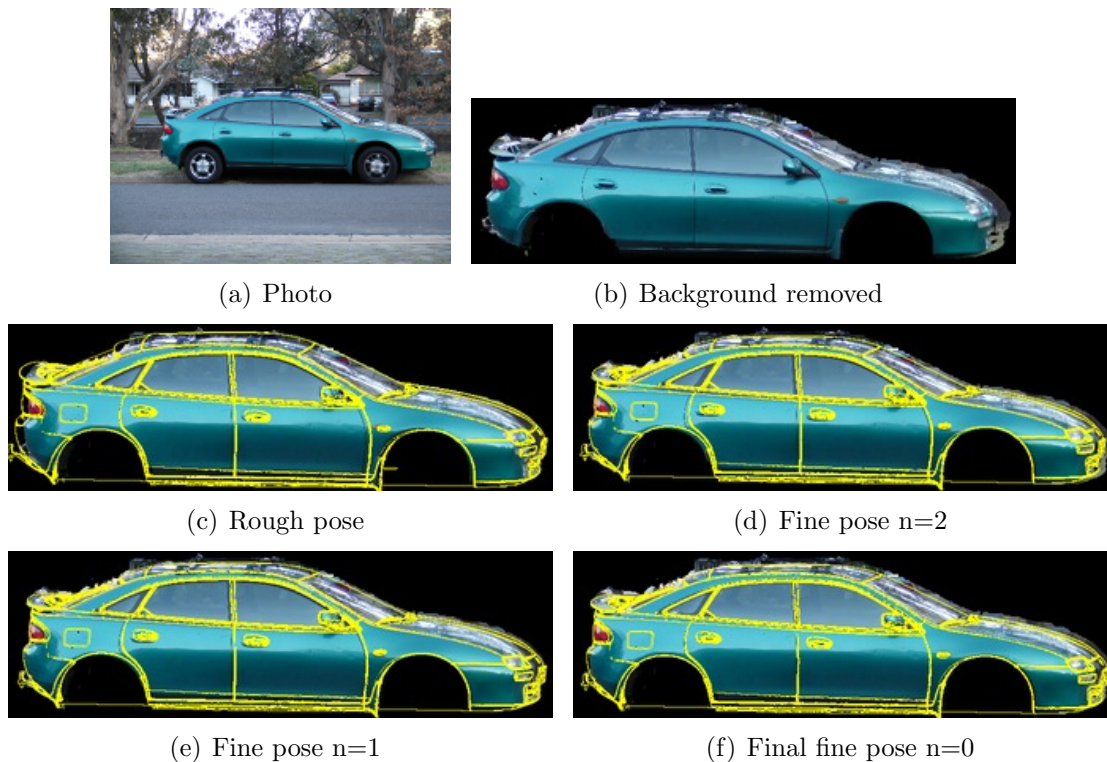 (a) Photo
(b) Background removed
(c) Rough pose
(d) Fine pose n=2
(e) Fine pose n=1
(f) Final fine pose n=0